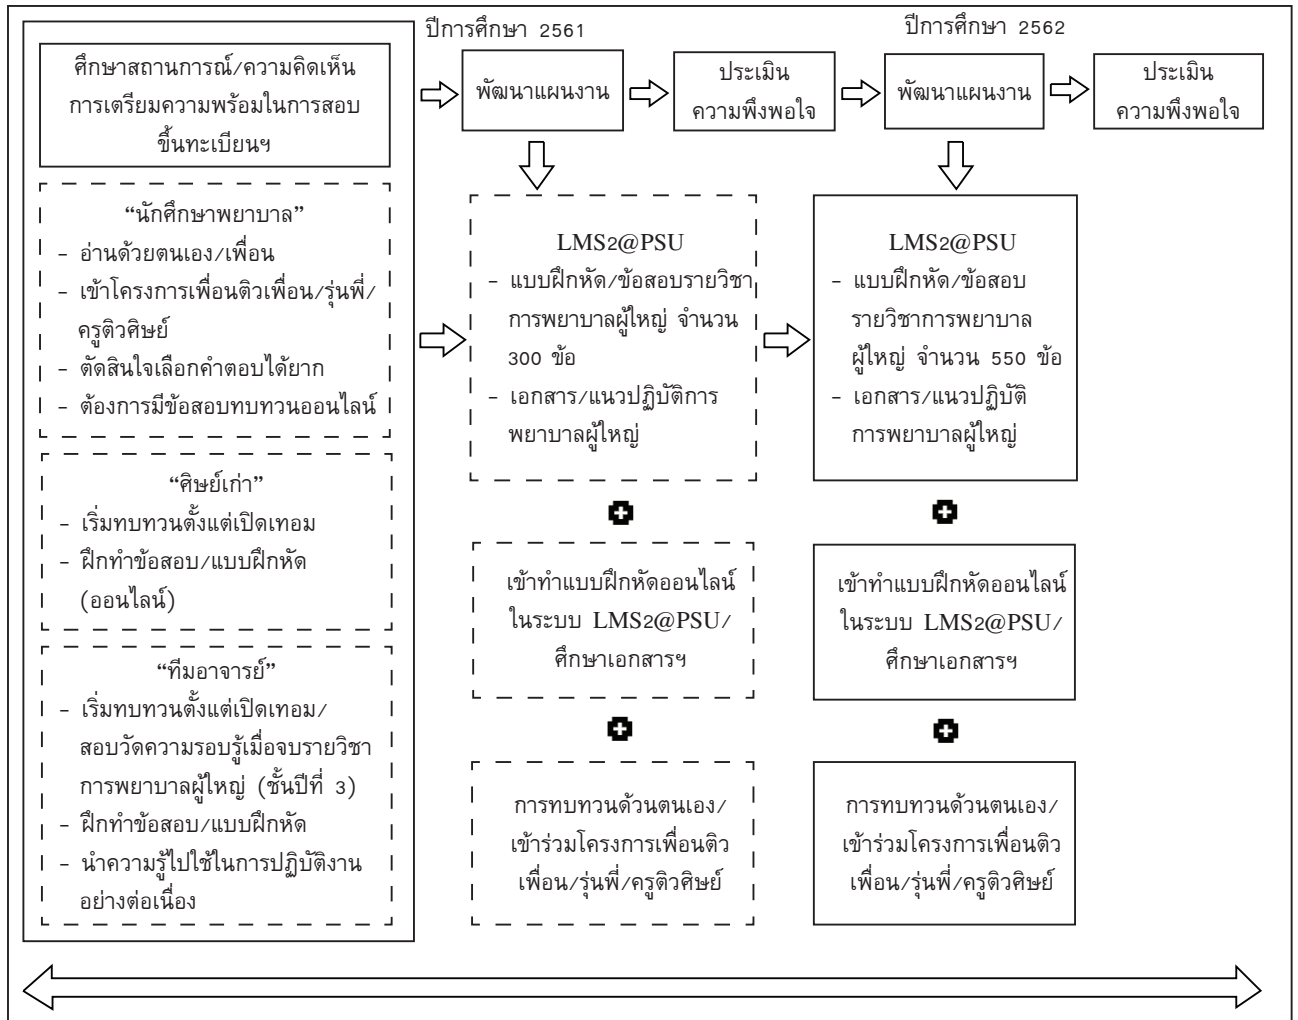 ปีการศึกษา 2561
ปีการศึกษา 2562
ศึกษาสถานการณ์/ความคิดเห็น
การเตรียมความพร้อมในการสอบ
ขึ้นทะเบียนฯ
พัฒนาแผนงาน
ประเมิน
ความพึงพอใจ
พัฒนาแผนงาน
ประเมิน
ความพึงพอใจ
“นักศึกษาพยาบาล”
- อ่านด้วยตนเอง/เพื่อน
- เข้าโครงการเพื่อนติวเพื่อน/รุ่นพี่/
ครูติวศิษย์
- ตัดสินใจเลือกคำตอบได้ยาก
- ต้องการมีข้อสอบทบทวนออนไลน์
“ศิษย์เก่า”
- เริ่มทบทวนตั้งแต่เปิดเทอม
- ฝึกทำข้อสอบ/แบบฝึกหัด
(ออนไลน์)
“ทีมอาจารย์”
- เริ่มทบทวนตั้งแต่เปิดเทอม/
สอบวัดความรอบรู้เมื่อจบรายวิชา
การพยาบาลผู้ใหญ่ (ชั้นปีที่ 3)
- ฝึกทำข้อสอบ/แบบฝึกหัด
- นำความรู้ไปใช้ในการปฏิบัติงาน
อย่างต่อเนื่อง
LMS2@PSU
- แบบฝึกหัด/ข้อสอบรายวิชา
การพยาบาลผู้ใหญ่ จำนวน
300 ข้อ
- เอกสาร/แนวปฏิบัติการ
พยาบาลผู้ใหญ่
เข้าทำแบบฝึกหัดออนไลน์
ในระบบ LMS2@PSU/
ศึกษาเอกสารฯ
การทบทวนด้วนตนเอง/
เข้าร่วมโครงการเพื่อนติว
เพื่อน/รุ่นพี่/ครูติวศิษย์
LMS2@PSU
- แบบฝึกหัด/ข้อสอบ
รายวิชาการพยาบาล
ผู้ใหญ่ จำนวน 550 ข้อ
- เอกสาร/แนวปฏิบัติ
การพยาบาลผู้ใหญ่
เข้าทำแบบฝึกหัดออนไลน์
ในระบบ LMS2@PSU/
ศึกษาเอกสารฯ
การทบทวนด้วนตนเอง/
เข้าร่วมโครงการเพื่อนติว
เพื่อน/รุ่นพี่/ครูติวศิษย์